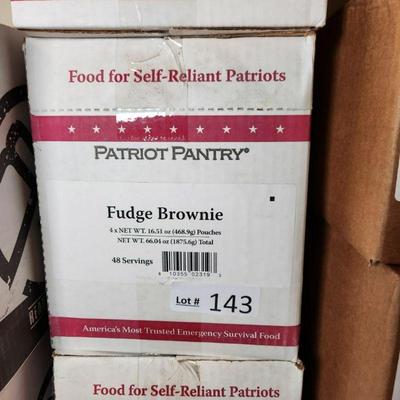 Food for Self-Reliant Patriots
PATRIOT PANTRY®
Fudge Brownie
4 x NET WT. 16.51 oz (468.9g) Pouches
NET WT. 66.04 oz (1875.6g) Total
48 Servings
Lot # 143
America's Most Trusted Emergency Survival Food
Food for Self-Reliant Patriots